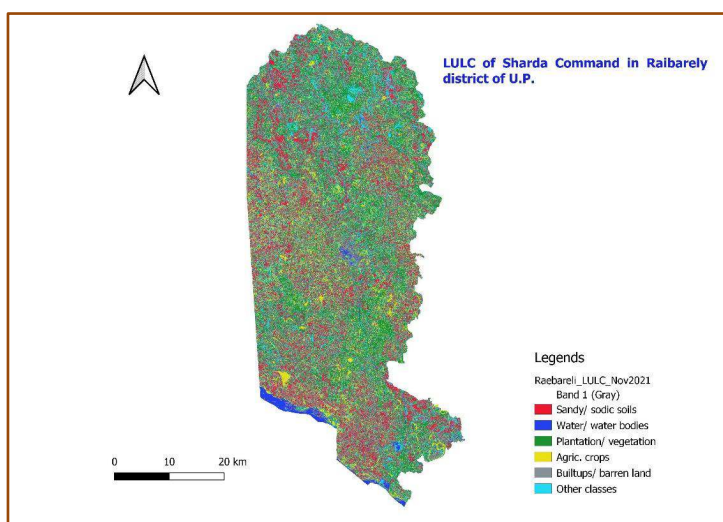 LULC of Sharda Command in Raibarely
district of U.P.
Legends
Raebareli_LULC_Nov2021
Band 1 (Gray)
Sandy/ sodic soils
Water/ water bodies
Plantation/ vegetation
Agric. crops
Builtups/ barren land
Other classes
0 10 20 km